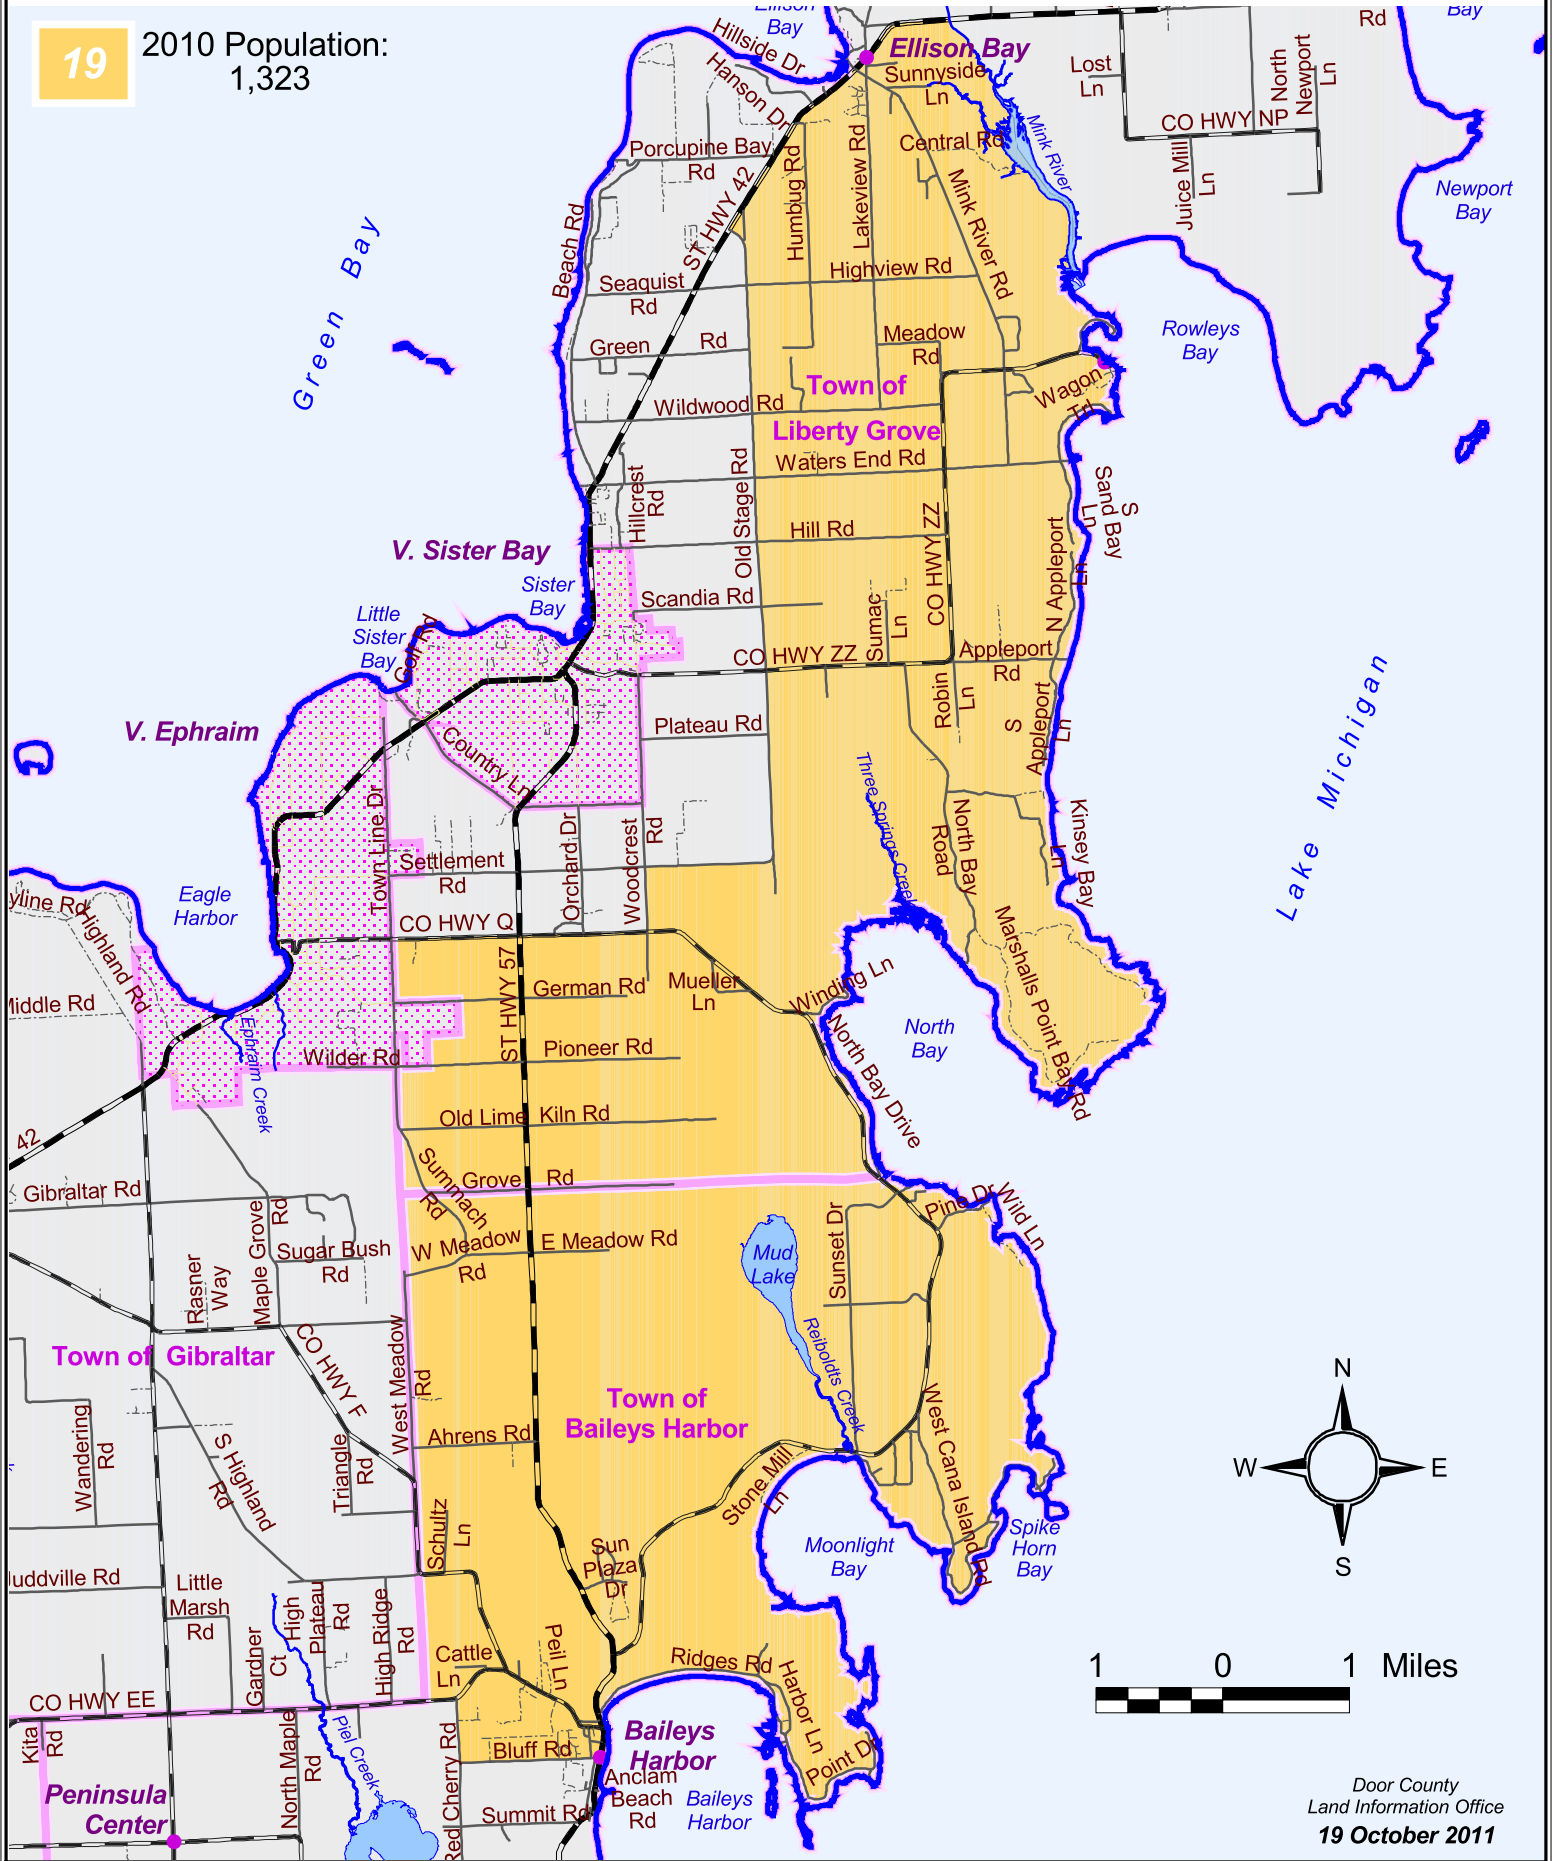 19
2010 Population:
1,323
Ellison
Bay
Hillside Dr
Ellison Bay
Sunnyside
Ln
Hanson Dr
Lost
Ln
North
Newport
Ln
Rd
Bay
CO HWY NP
Juice Mill
Ln
Newport
Bay
Mink River
Central Rd
Porcupine Bay
Rd
ST HWY 42
Humbug Rd
Lakeview Rd
Mink River Rd
Beach Rd
Green Bay
Seaquist
Rd
Highview Rd
Rowleys
Bay
Green Rd
Meadow
Rd
Wagon
Trl
Town of
Liberty Grove
Wildwood Rd
Waters End Rd
Hillcrest
Rd
Old Stage Rd
Hill Rd
CO HWY ZZ
S
Sand Bay
Ln
N Appleport
Ln
V. Sister Bay
Sister
Bay
Little
Sister
Bay
Golf Rd
Scandia Rd
Sumac
Ln
CO HWY ZZ
Appleport
Rd
Robin
Ln
S
Appleport
Ln
Lake Michigan
V. Ephraim
Plateau Rd
Country Ln
Three Springs Creek
Town Line Dr
Settlement
Rd
Orchard Dr
Woodcrest
Rd
North Bay
Road
Kinsey Bay
Ln
Eagle
Harbor
yline Rd
Highland Rd
CO HWY Q
Marshalls Point Bay Rd
Middle Rd
ST HWY 57
German Rd
Mueller
Ln
Winding Ln
North
Bay
Ephraim Creek
Wilder Rd
Pioneer Rd
North Bay Drive
42
Old Lime Kiln Rd
Summach
Rd
Grove Rd
Gibraltar Rd
Pine Dr
Wild Ln
Maple Grove
Rd
Sugar Bush
Rd
W Meadow
Rd
E Meadow Rd
Mud
Lake
Sunset Dr
Rasner
Way
Reiboldts Creek
CO HWY F
West Meadow
Rd
Town of Gibraltar
Town of
Baileys Harbor
N
W
E
S
Wandering
Rd
S Highland
Rd
Triangle
Rd
Ahrens Rd
West Cana Island Rd
Stone Mill
Ln
Schultz
Ln
Sun
Plaza
Dr
Moonlight
Bay
Spike
Horn
Bay
Juddville Rd
Little
Marsh
Rd
High
Plateau
Rd
High Ridge
Rd
Gardner
Ct
Cattle
Ln
Peil Ln
Ridges Rd
Harbor Ln
Point Dr
1 0 1 Miles
CO HWY EE
Kita
Rd
North Maple
Rd
Piel Creek
Red Cherry Rd
Bluff Rd
Baileys
Harbor
Anclam
Beach
Rd
Baileys
Harbor
Summit Rd
Peninsula
Center
Door County
Land Information Office
19 October 2011